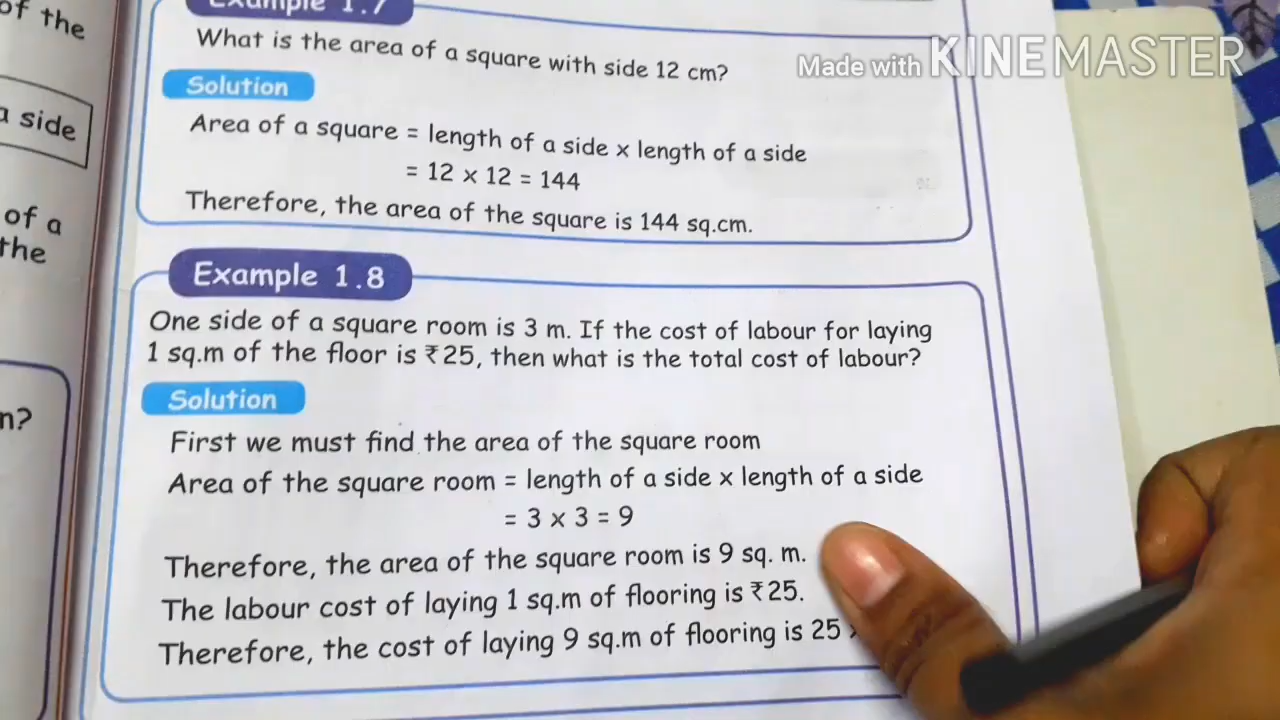 of the
a side
of a
the
n?
Example 1.7
What is the area of a square with side 12 cm?
Made with KINEMASTER
Solution
Area of a square = length of a side x length of a side
= 12 x 12 = 144
Therefore, the area of the square is 144 sq.cm.
Example 1.8
One side of a square room is 3 m. If the cost of labour for laying
1 sq.m of the floor is ₹25, then what is the total cost of labour?
Solution
First we must find the area of the square room
Area of the square room = length of a side x length of a side
= 3 x 3 = 9
Therefore, the area of the square room is 9 sq. m.
The labour cost of laying 1 sq.m of flooring is ₹25.
Therefore, the cost of laying 9 sq.m of flooring is 25